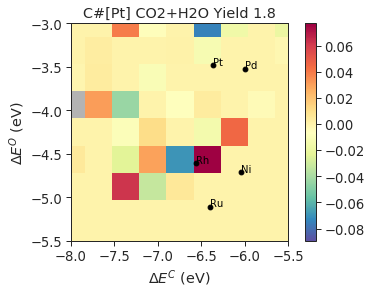 C#[Pt] CO2+H2O Yield 1.8
−3.0
−3.5
−4.0
−4.5
−5.0
−5.5
ΔE^O (eV)
Pt
Pd
Rh
Ni
Ru
−8.0 −7.5 −7.0 −6.5 −6.0 −5.5
ΔE^C (eV)
0.06
0.04
0.02
0.00
−0.02
−0.04
−0.06
−0.08